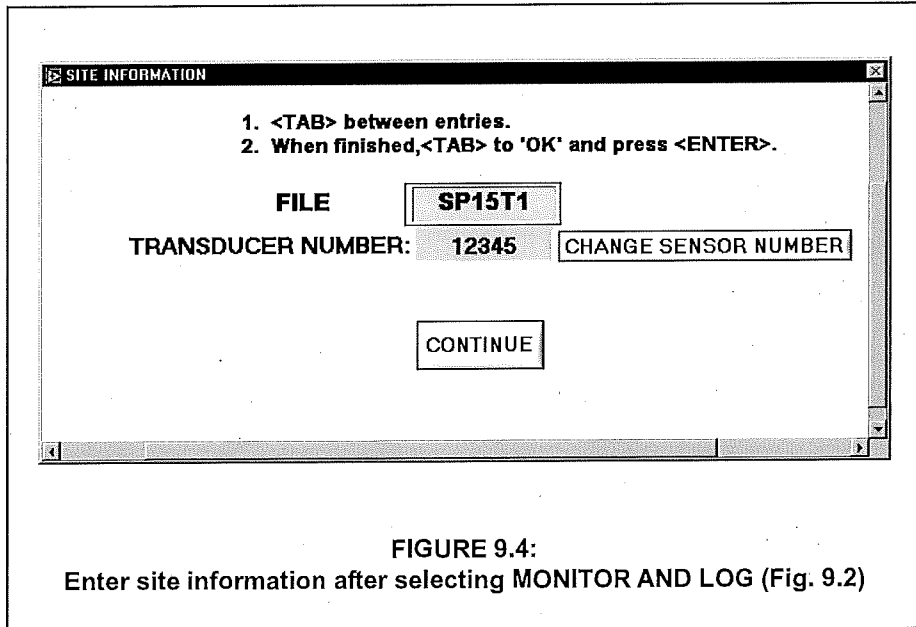 SITE INFORMATION
1. <TAB> between entries.
2. When finished,<TAB> to 'OK' and press <ENTER>.
FILE SP15T1
TRANSDUCER NUMBER: 12345 CHANGE SENSOR NUMBER
CONTINUE
FIGURE 9.4:
Enter site information after selecting MONITOR AND LOG (Fig. 9.2)